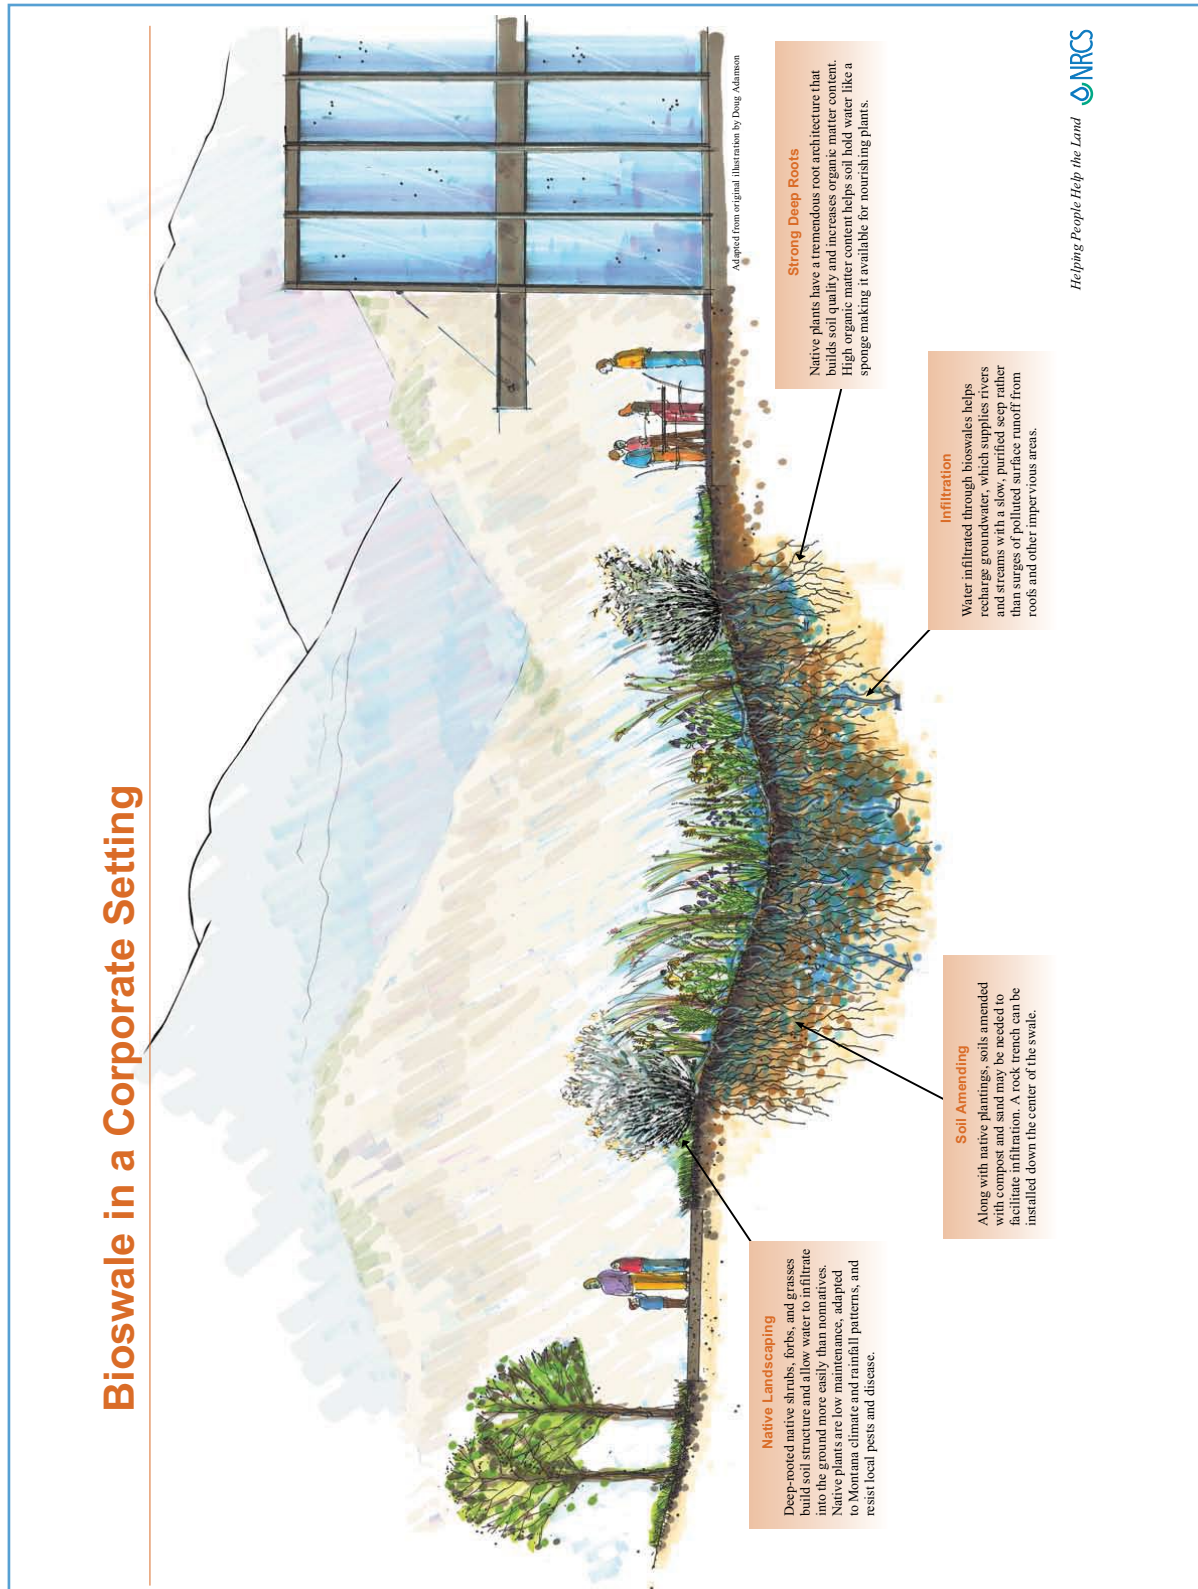 Bioswale in a Corporate Setting
Adapted from original illustration by Doug Adamson
Native Landscaping
Deep-rooted native shrubs, forbs, and grasses
build soil structure and allow water to infiltrate
into the ground more easily than nonnatives.
Native plants are low maintenance, adapted
to Montana climate and rainfall patterns, and
resist local pests and disease.
Soil Amending
Along with native plantings, soils amended
with compost and sand may be needed to
facilitate infiltration. A rock trench can be
installed down the center of the swale.
Infiltration
Water infiltrated through bioswales helps
recharge groundwater, which supplies rivers
and streams with a slow, purified seep rather
than surges of polluted surface runoff from
roofs and other impervious areas.
Strong Deep Roots
Native plants have a tremendous root architecture that
builds soil quality and increases organic matter content.
High organic matter content helps soil hold water like a
sponge making it available for nourishing plants.
Helping People Help the Land NRCS